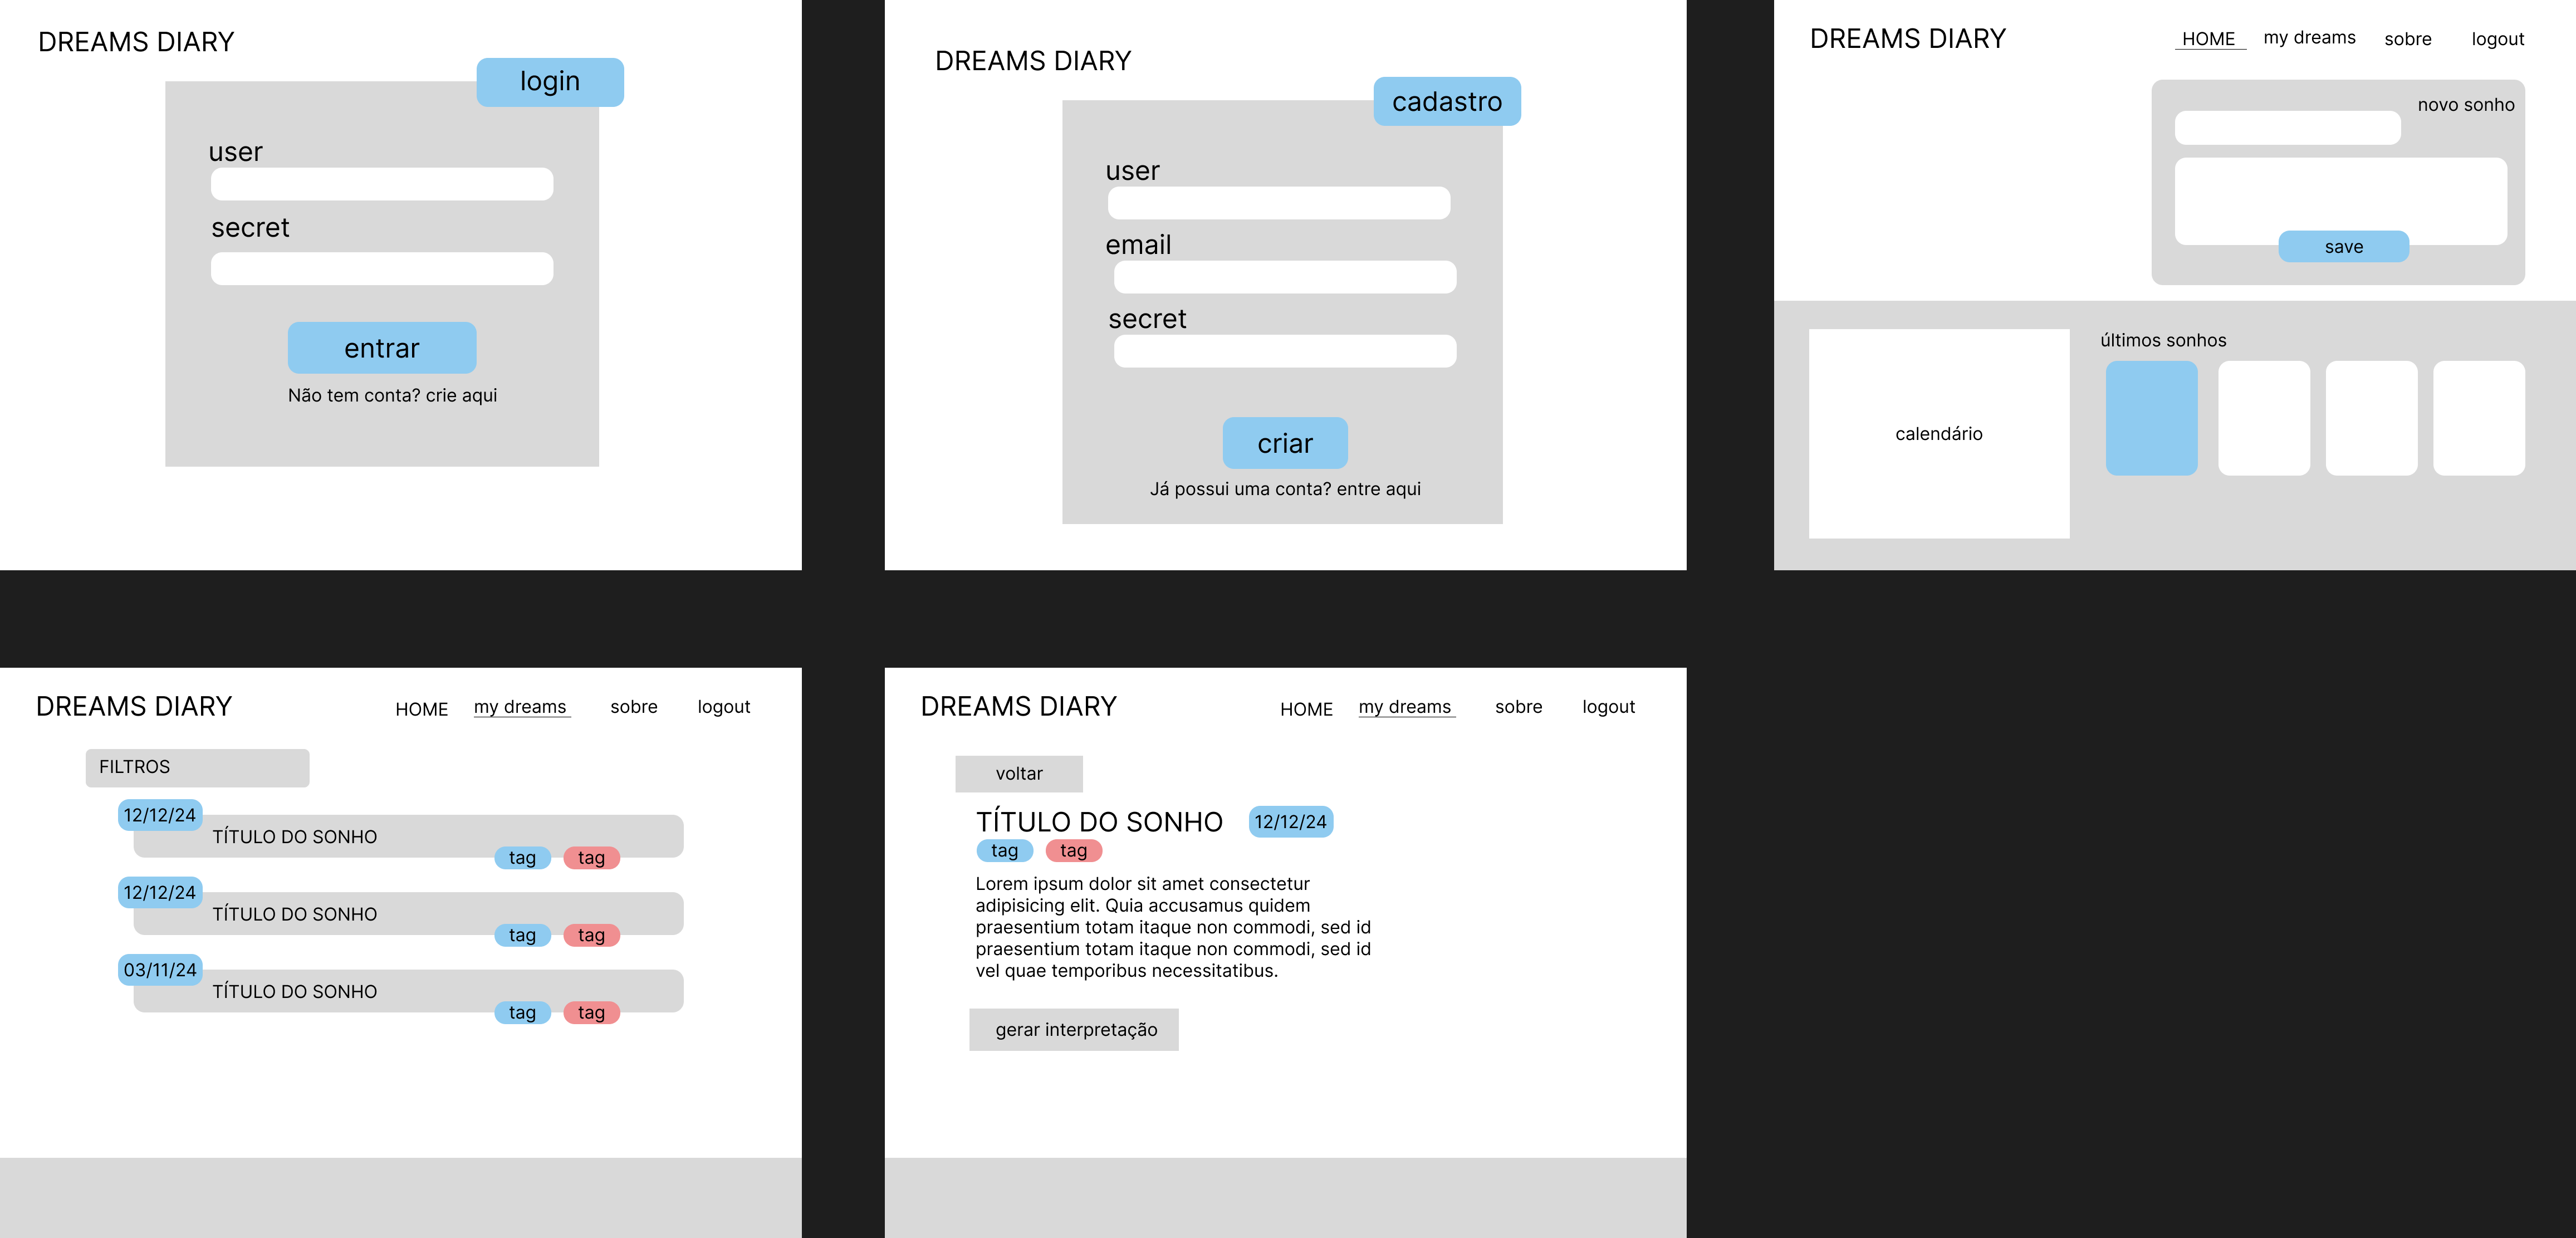 DREAMS DIARY
login
user
secret
entrar
Não tem conta? crie aqui
DREAMS DIARY
cadastro
user
email
secret
criar
Já possui uma conta? entre aqui
DREAMS DIARY
HOME my dreams sobre logout
novo sonho
save
calendário
últimos sonhos
DREAMS DIARY
HOME my dreams sobre logout
FILTROS
12/12/24
TÍTULO DO SONHO
tag tag
12/12/24
TÍTULO DO SONHO
tag tag
03/11/24
TÍTULO DO SONHO
tag tag
DREAMS DIARY
HOME my dreams sobre logout
voltar
TÍTULO DO SONHO 12/12/24
tag tag
Lorem ipsum dolor sit amet consectetur
adipisicing elit. Quia accusamus quidem
praesentium totam itaque non commodi, sed id
praesentium totam itaque non commodi, sed id
vel quae temporibus necessitatibus.
gerar interpretação